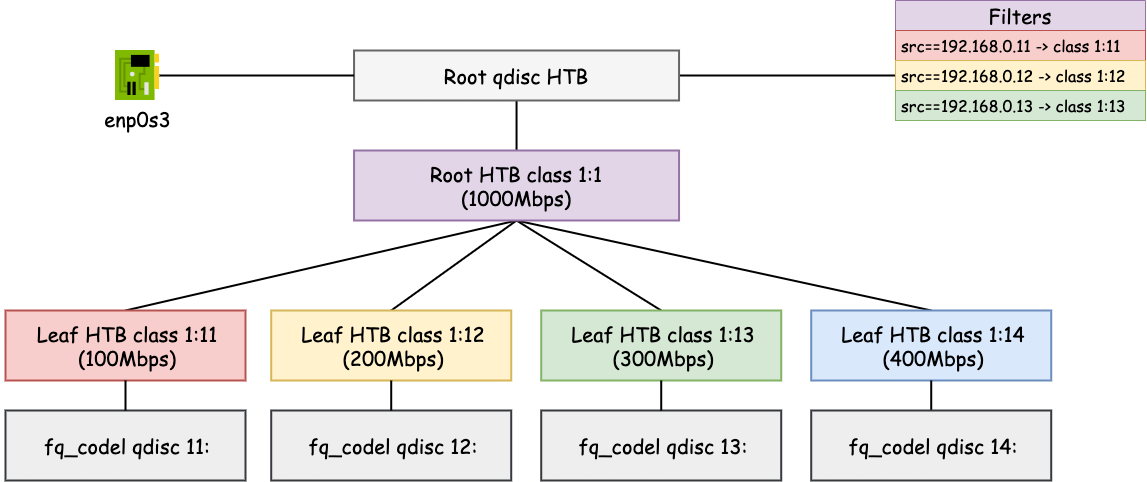 Filters
src==192.168.0.11 -> class 1:11
src==192.168.0.12 -> class 1:12
src==192.168.0.13 -> class 1:13
Root qdisc HTB
enp0s3
Root HTB class 1:1
(1000Mbps)
Leaf HTB class 1:11
(100Mbps)
Leaf HTB class 1:12
(200Mbps)
Leaf HTB class 1:13
(300Mbps)
Leaf HTB class 1:14
(400Mbps)
fq_codel qdisc 11:
fq_codel qdisc 12:
fq_codel qdisc 13:
fq_codel qdisc 14: